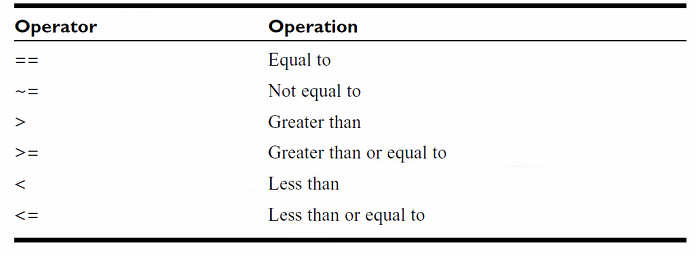 Operator Operation
== Equal to
~= Not equal to
> Greater than
>= Greater than or equal to
< Less than
<= Less than or equal to